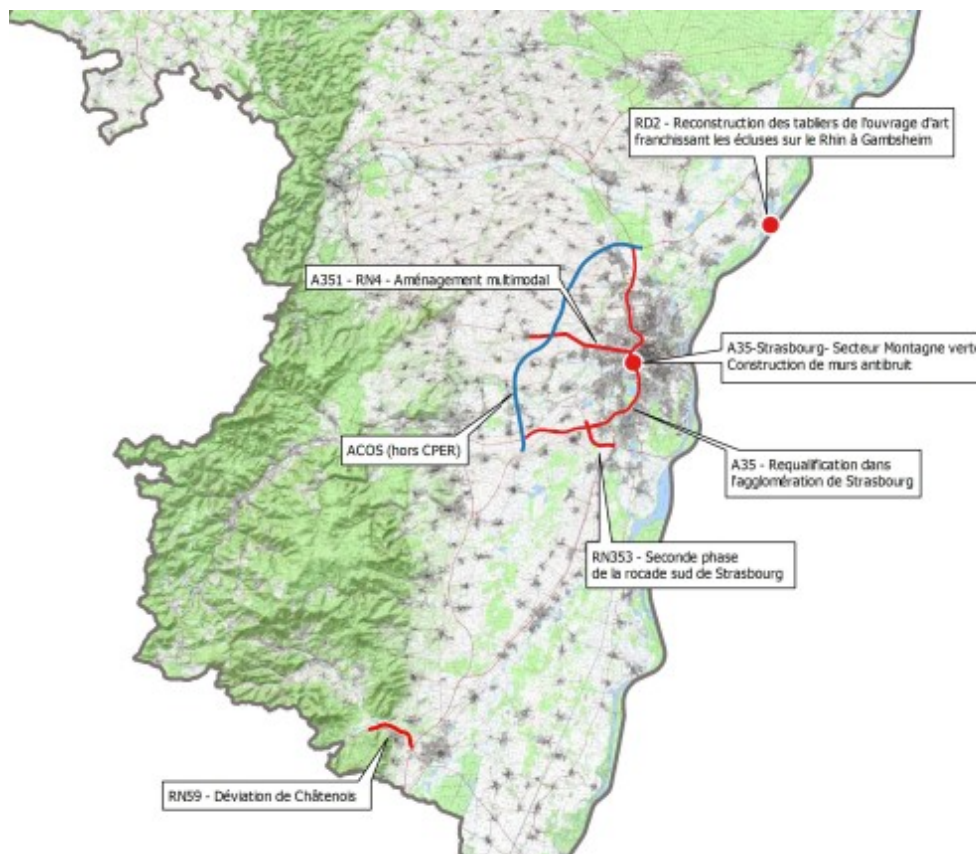 RD2 - Reconstruction des tabliers de l'ouvrage d'art
franchissant les écluses sur le Rhin à Gambsheim
A351 - RN4 - Aménagement multimodal
A35-Strasbourg- Secteur Montagne verte
Construction de murs antibruit
ACOS (hors CPER)
A35 - Requalification dans
l'agglomération de Strasbourg
RN353 - Seconde phase
de la rocade sud de Strasbourg
RN59 - Déviation de Châtenois